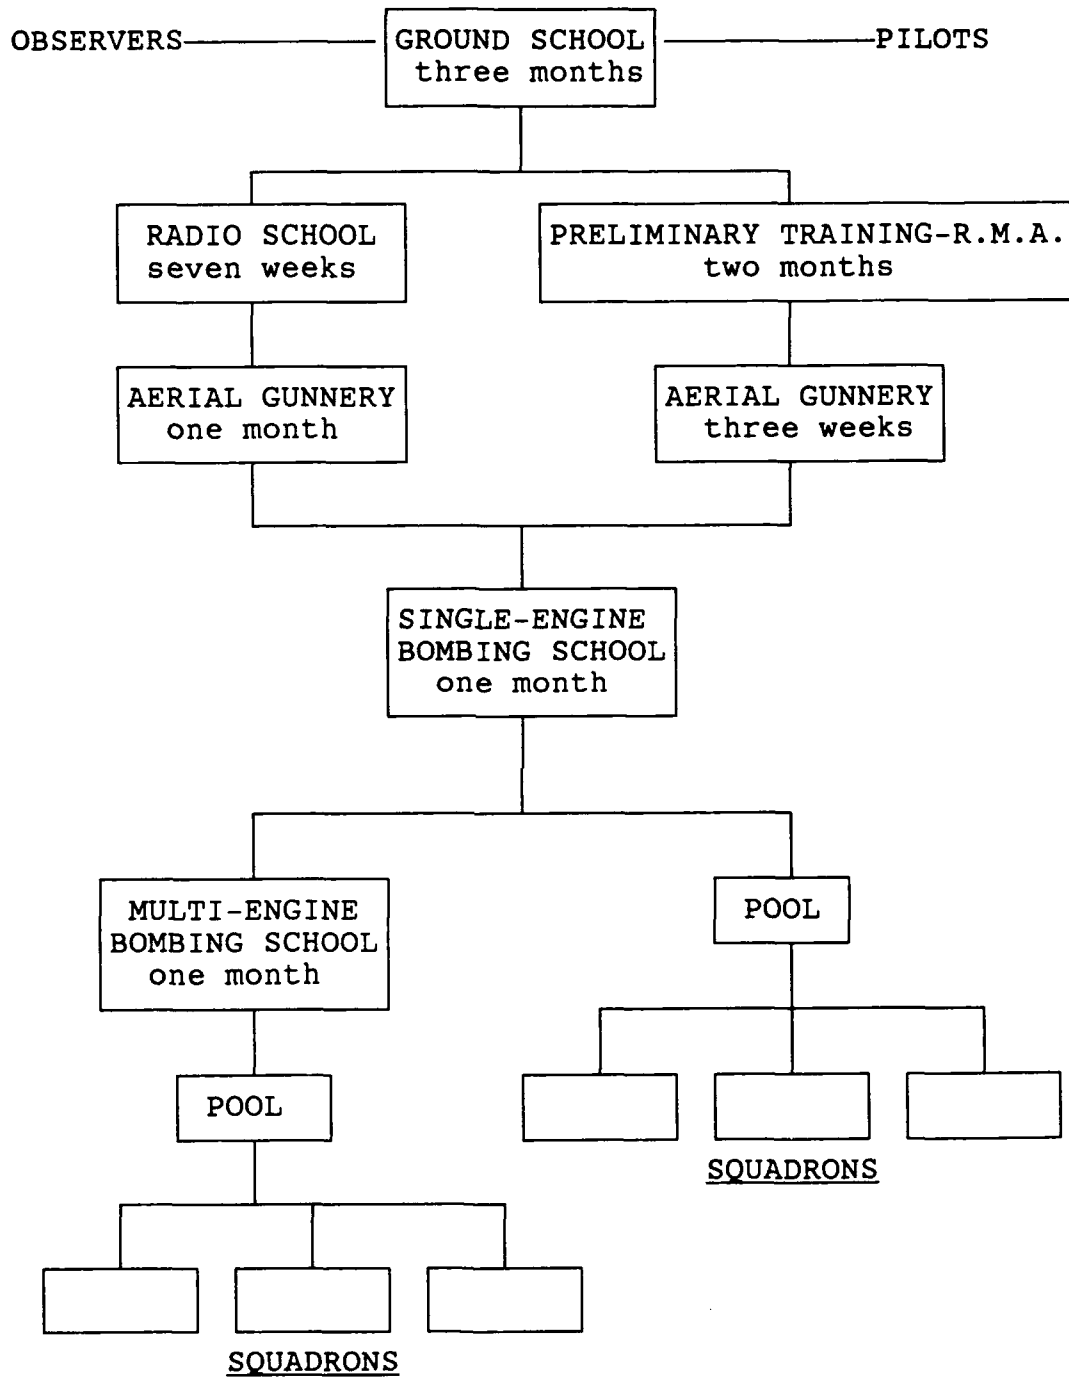 OBSERVERS
GROUND SCHOOL
three months
PILOTS
RADIO SCHOOL
seven weeks
PRELIMINARY TRAINING-R.M.A.
two months
AERIAL GUNNERY
one month
AERIAL GUNNERY
three weeks
SINGLE-ENGINE
BOMBING SCHOOL
one month
MULTI-ENGINE
BOMBING SCHOOL
one month
POOL
POOL
SQUADRONS
SQUADRONS